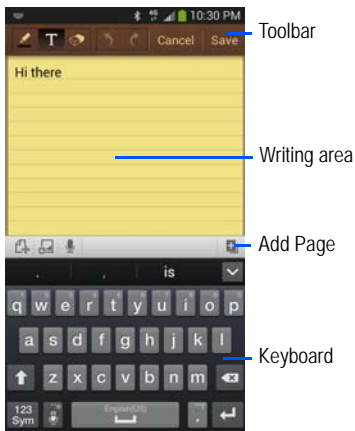 10:30 PM
T Cancel Save
Toolbar
Hi there
Writing area
Add Page
. , is
q w e r t y u i o p
a s d f g h j k l
Keyboard
z x c v b n m
123
Sym English(US) .